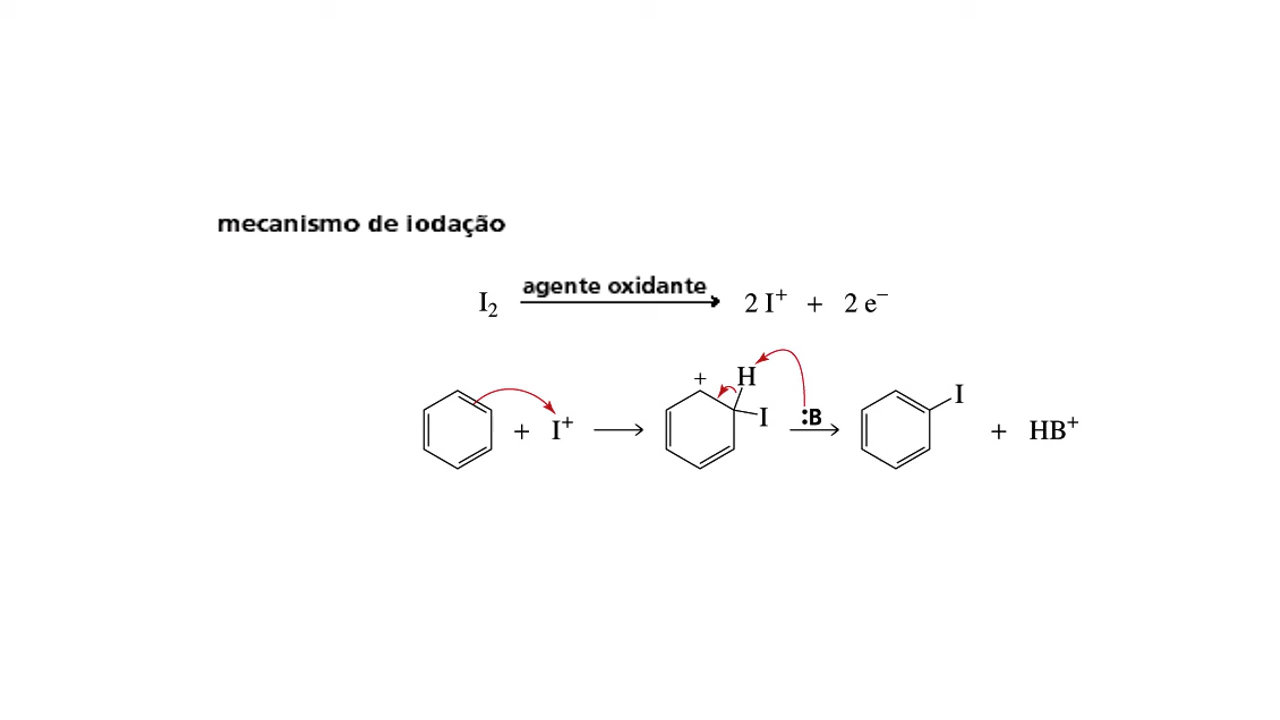 mecanismo de iodação
I₂ agente oxidante 2 I⁺ + 2 e⁻
+ I⁺ + H I :B I + HB⁺